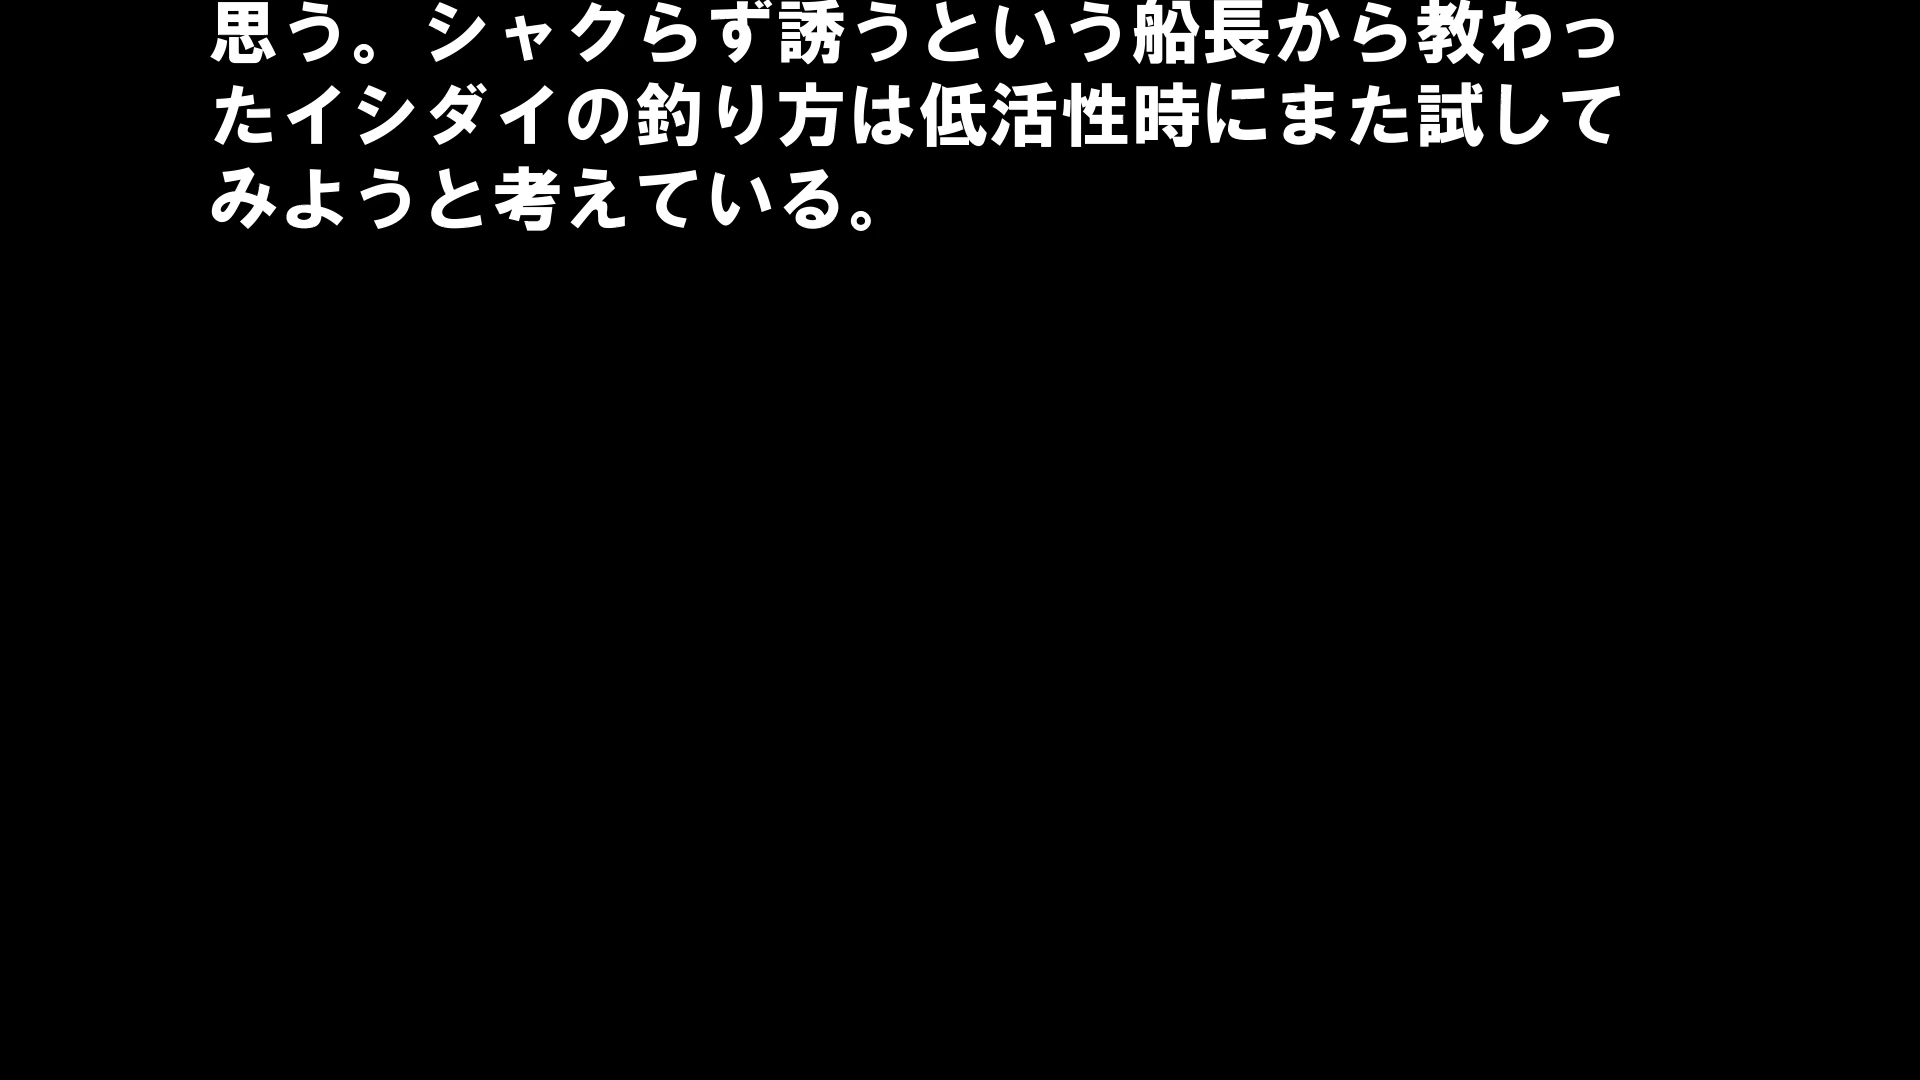 思う。シャクらず誘うという船長から教わっ
たイシダイの釣り方は低活性時にまた試して
みようと考えている。